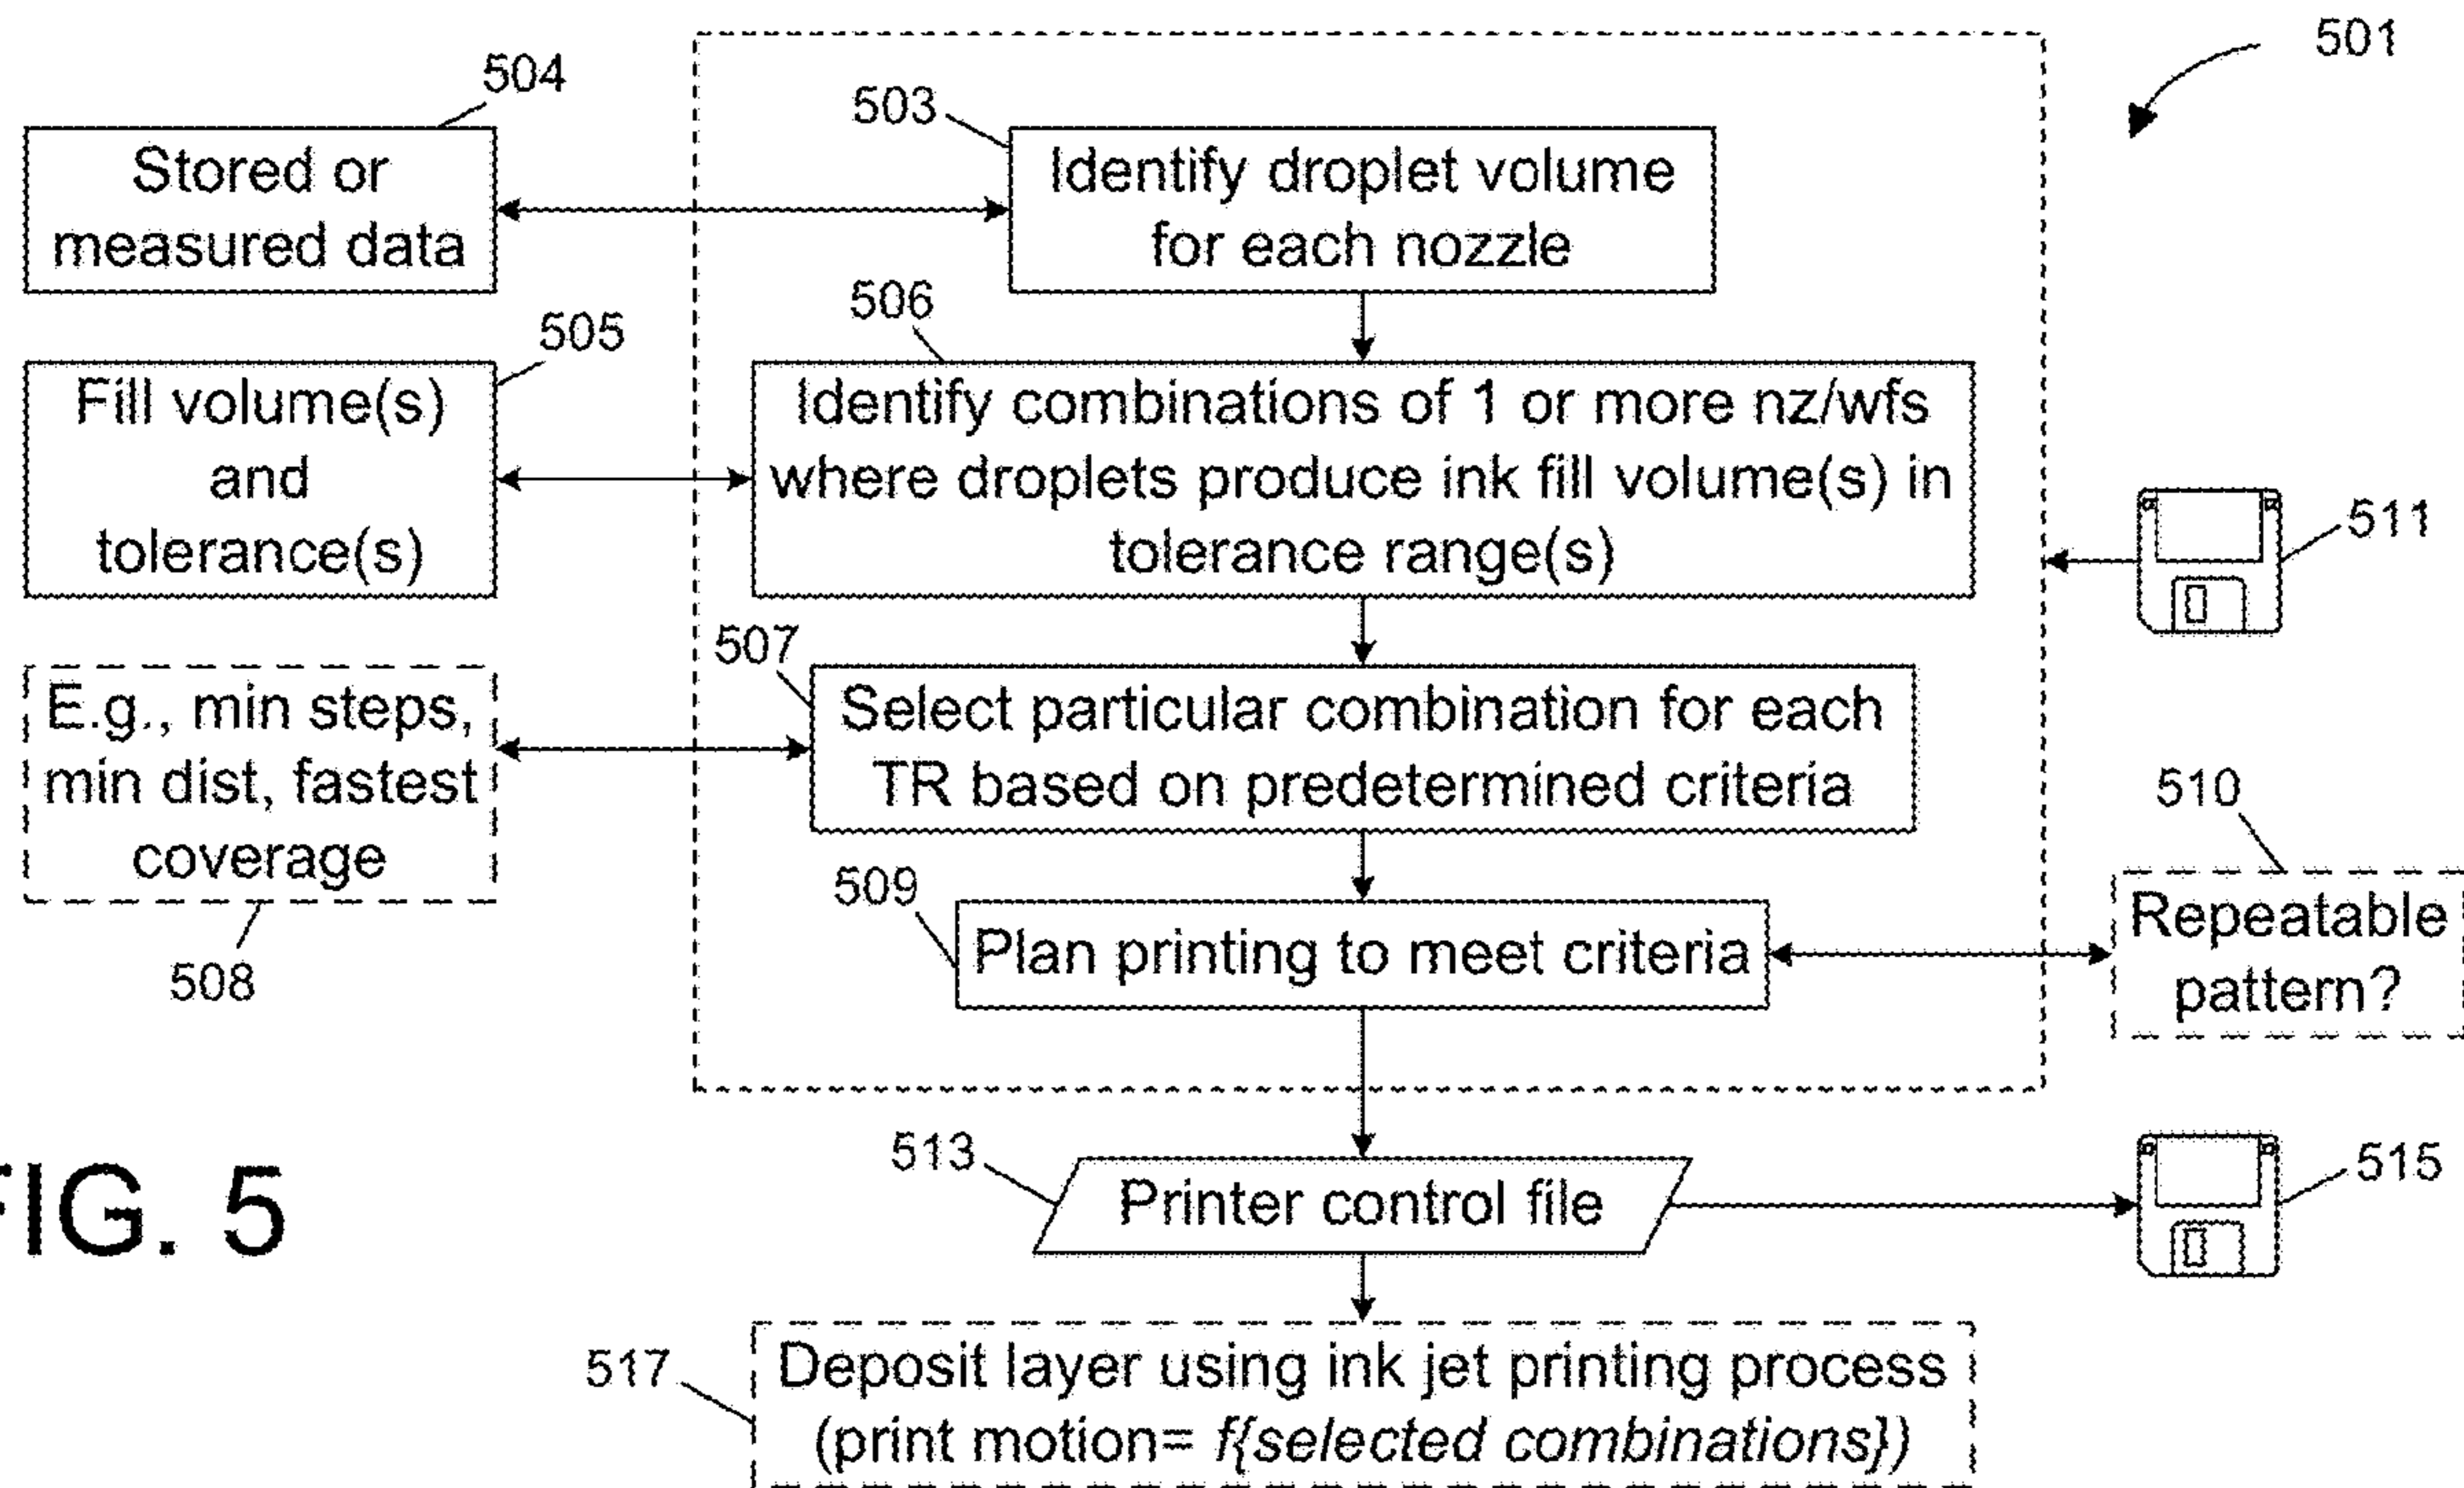 501
504
503
Stored or
measured data
Identify droplet volume
for each nozzle
506
505
Fill volume(s)
and
tolerance(s)
Identify combinations of 1 or more nz/wfs
where droplets produce ink fill volume(s) in
tolerance range(s)
511
507
E.g., min steps,
min dist, fastest
coverage
508
Select particular combination for each
TR based on predetermined criteria
510
509
Plan printing to meet criteria
Repeatable
pattern?
FIG. 5
513
Printer control file
515
517
Deposit layer using ink jet printing process
(print motion= f{selected combinations})